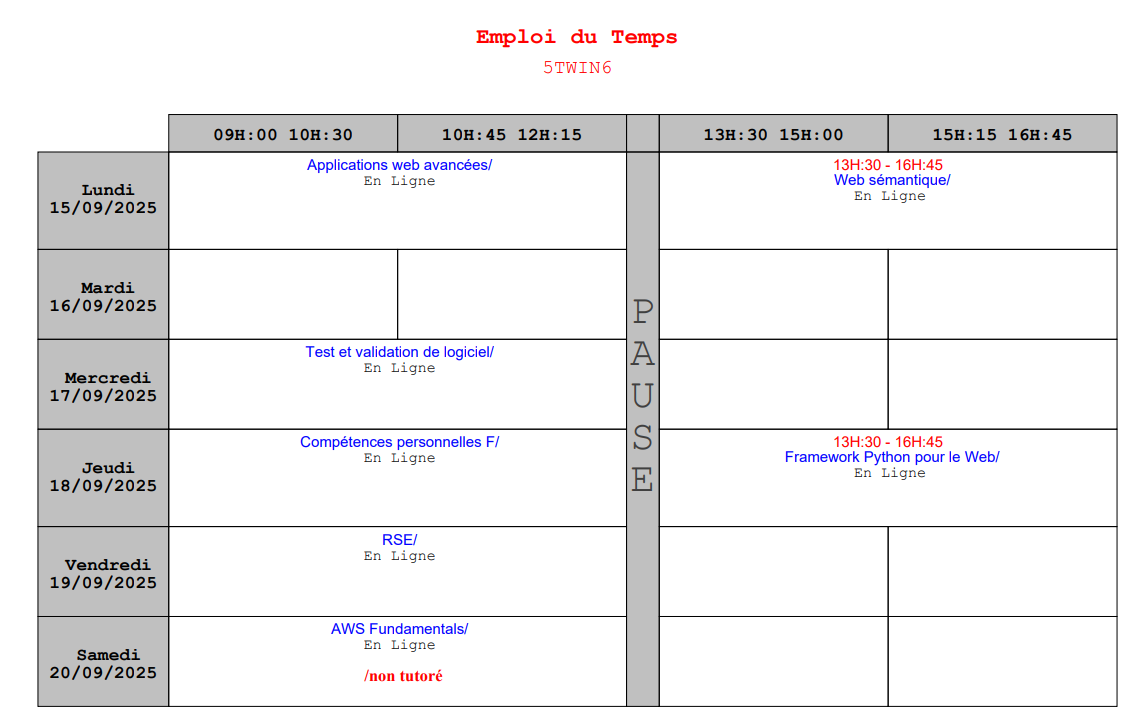 Emploi du Temps
5TWIN6
09H:00 10H:30
10H:45 12H:15
13H:30 15H:00
15H:15 16H:45
Lundi
15/09/2025
Applications web avancées/
En Ligne
13H:30 - 16H:45
Web sémantique/
En Ligne
Mardi
16/09/2025
Mercredi
17/09/2025
Test et validation de logiciel/
En Ligne
Jeudi
18/09/2025
Compétences personnelles F/
En Ligne
13H:30 - 16H:45
Framework Python pour le Web/
En Ligne
Vendredi
19/09/2025
RSE/
En Ligne
Samedi
20/09/2025
AWS Fundamentals/
En Ligne
/non tutoré
P
A
U
S
E